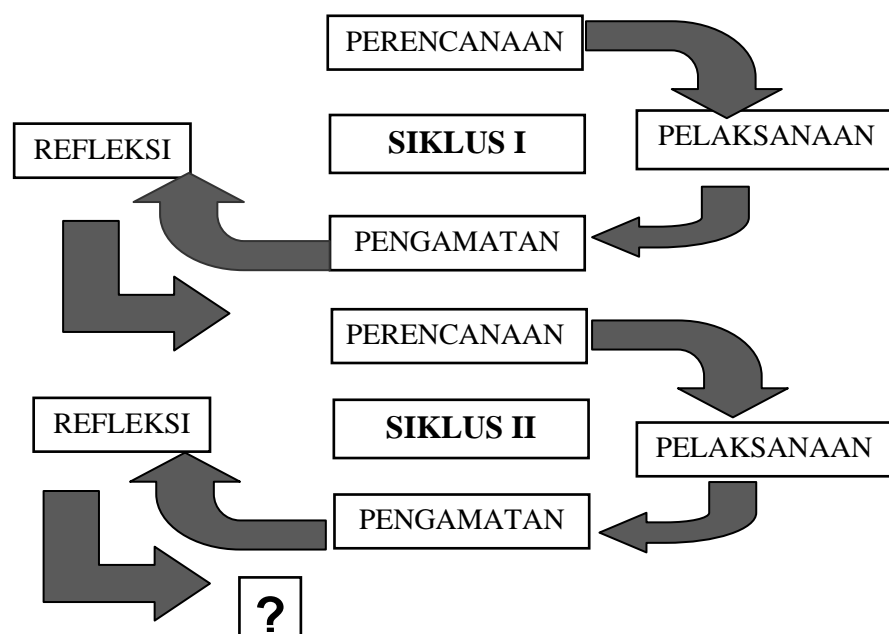 PERENCANAAN
PELAKSANAAN
REFLEKSI
SIKLUS I
PENGAMATAN
PERENCANAAN
REFLEKSI
SIKLUS II
PELAKSANAAN
PENGAMATAN
?